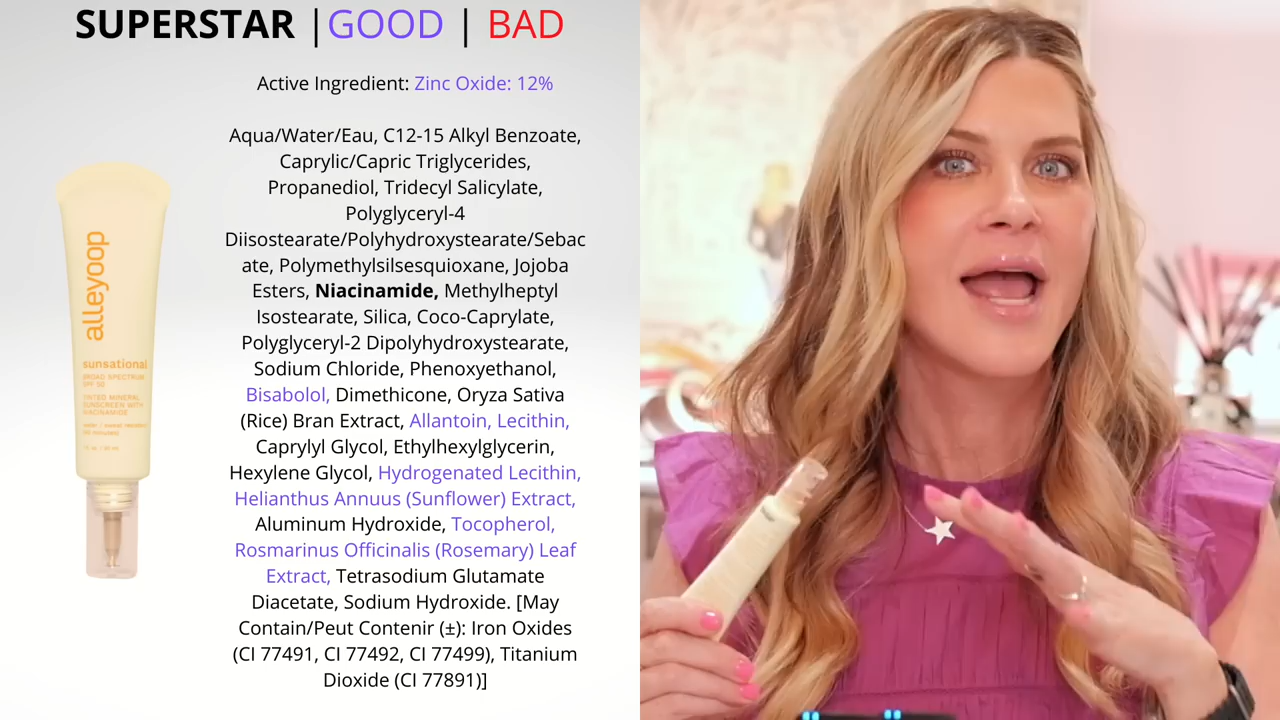 SUPERSTAR | GOOD | BAD
Active Ingredient: Zinc Oxide: 12%
Aqua/Water/Eau, C12-15 Alkyl Benzoate,
Caprylic/Capric Triglycerides,
Propanediol, Tridecyl Salicylate,
Polyglyceryl-4
Diisostearate/Polyhydroxystearate/Sebac
ate, Polymethylsilsesquioxane, Jojoba
Esters, Niacinamide, Methylheptyl
Isostearate, Silica, Coco-Caprylate,
Polyglyceryl-2 Dipolyhydroxystearate,
Sodium Chloride, Phenoxyethanol,
Bisabolol, Dimethicone, Oryza Sativa
(Rice) Bran Extract, Allantoin, Lecithin,
Caprylyl Glycol, Ethylhexylglycerin,
Hexylene Glycol, Hydrogenated Lecithin,
Helianthus Annuus (Sunflower) Extract,
Aluminum Hydroxide, Tocopherol,
Rosmarinus Officinalis (Rosemary) Leaf
Extract, Tetrasodium Glutamate
Diacetate, Sodium Hydroxide. [May
Contain/Peut Contenir (±): Iron Oxides
(CI 77491, CI 77492, CI 77499), Titanium
Dioxide (CI 77891)]
alleyoop
sunsational
BROAD SPECTRUM
SPF 50
TINTED MINERAL
SUNSCREEN WITH
NIACINAMIDE